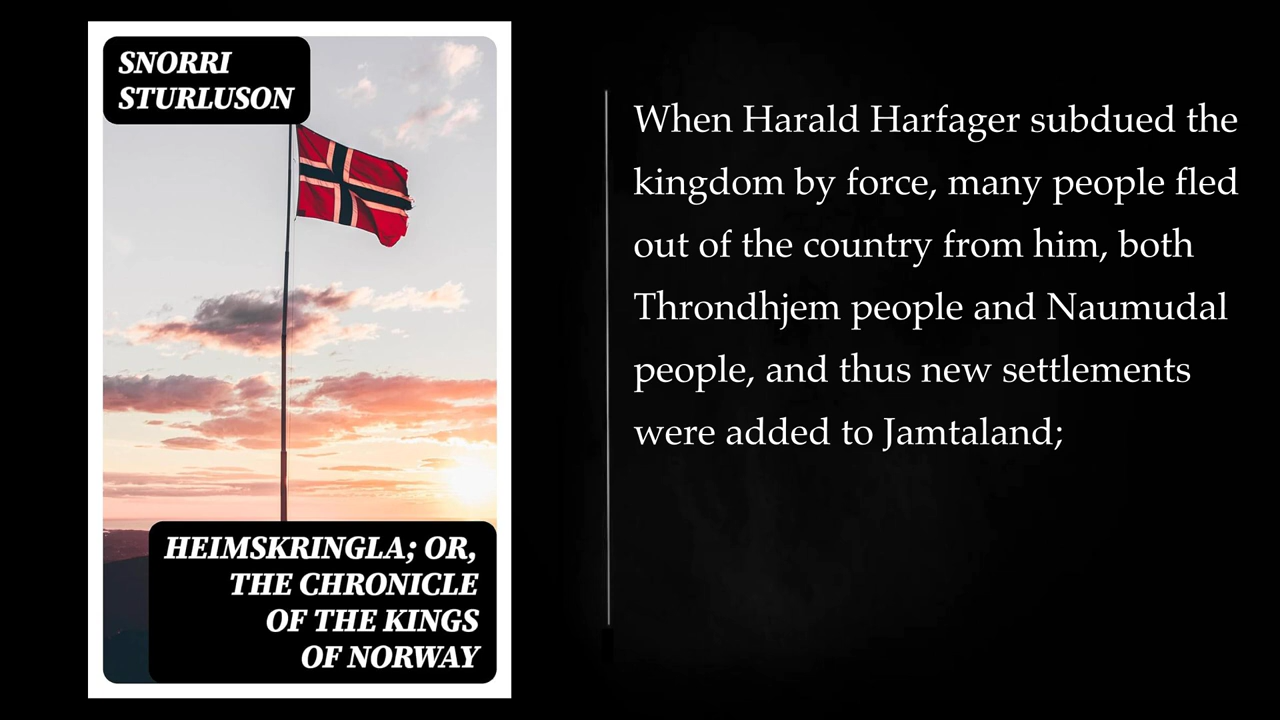 SNORRI
STURLUSON
HEIMSKRINGLA; OR,
THE CHRONICLE
OF THE KINGS
OF NORWAY
When Harald Harfager subdued the
kingdom by force, many people fled
out of the country from him, both
Throndhjem people and Naumudal
people, and thus new settlements
were added to Jamtaland;